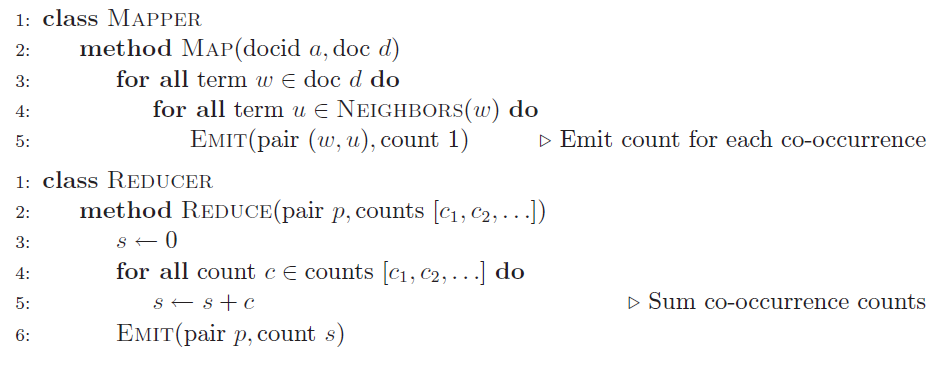 1: class Mapper
2: method Map(docid a, doc d)
3: for all term w ∈ doc d do
4: for all term u ∈ Neighbors(w) do
5: Emit(pair (w, u), count 1) ▷ Emit count for each co-occurrence
1: class Reducer
2: method Reduce(pair p, counts [c₁, c₂, . . .])
3: s ← 0
4: for all count c ∈ counts [c₁, c₂, . . .] do
5: s ← s + c ▷ Sum co-occurrence counts
6: Emit(pair p, count s)